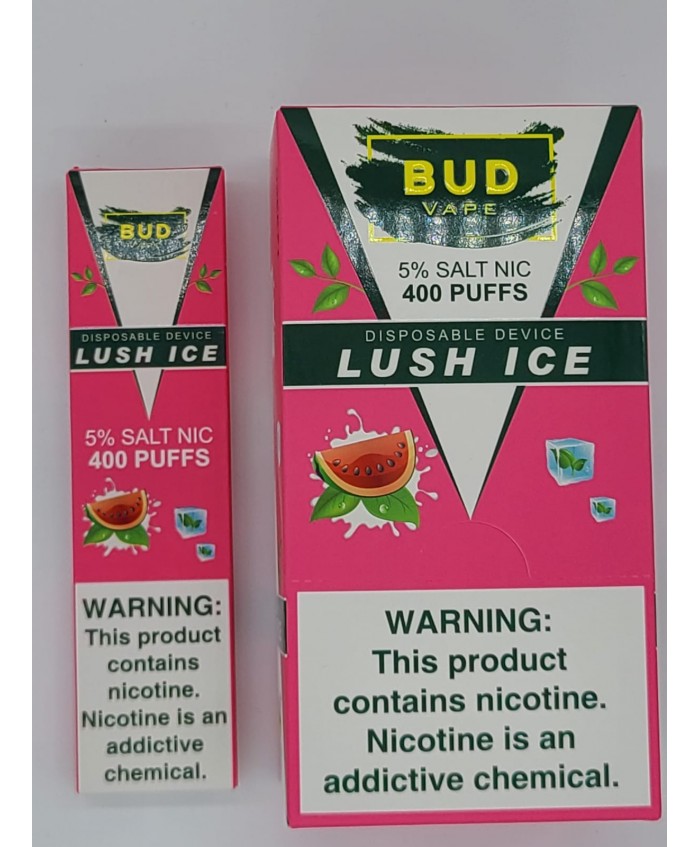 BUD
DISPOSABLE DEVICE
LUSH ICE
5% SALT NIC
400 PUFFS
WARNING:
This product
contains
nicotine.
Nicotine is an
addictive
chemical.
BUD
VAPE
5% SALT NIC
400 PUFFS
DISPOSABLE DEVICE
LUSH ICE
WARNING:
This product
contains nicotine.
Nicotine is an
addictive chemical.